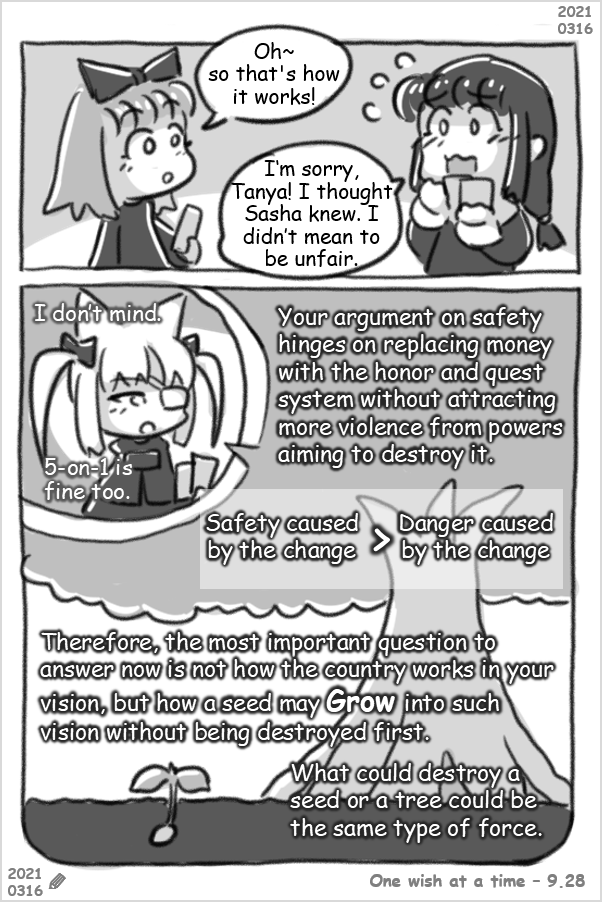 2021
0316
Oh~
so that's how
it works!
I'm sorry,
Tanya! I thought
Sasha knew. I
didn't mean to
be unfair.
I don't mind.
5-on-1 is
fine too.
Your argument on safety
hinges on replacing money
with the honor and quest
system without attracting
more violence from powers
aiming to destroy it.
Safety caused
by the change
>
Danger caused
by the change
Therefore, the most important question to
answer now is not how the country works in your
vision, but how a seed may Grow into such
vision without being destroyed first.
What could destroy a
seed or a tree could be
the same type of force.
2021
0316
One wish at a time - 9.28